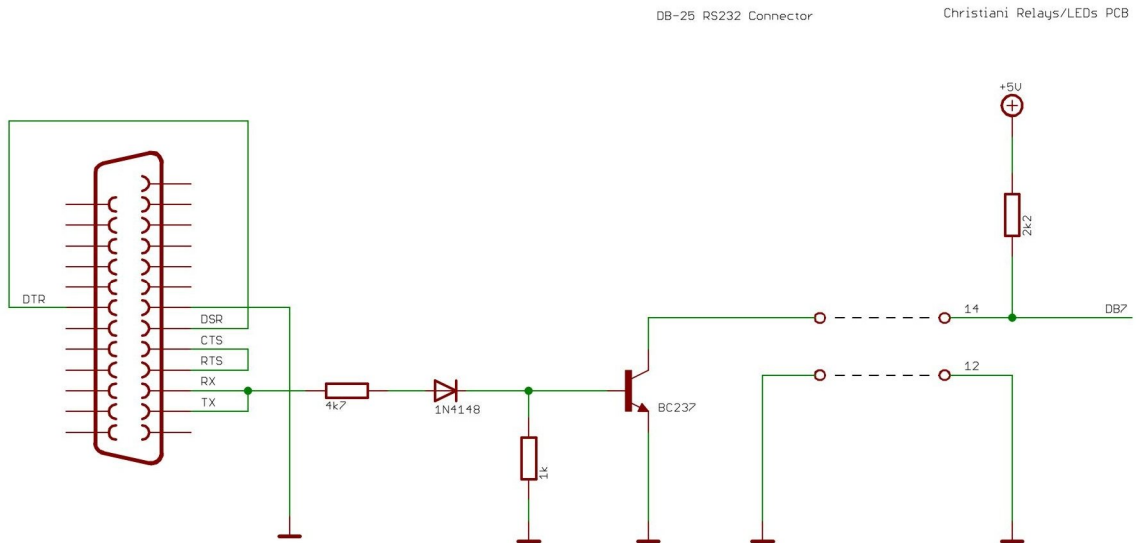 DB-25 RS232 Connector
Christiani Relays/LEDs PCB
+5V
2k2
DTR
14
DB7
DSR
CTS
RTS
12
RX
TX
4k7
1N4148
BC237
1k